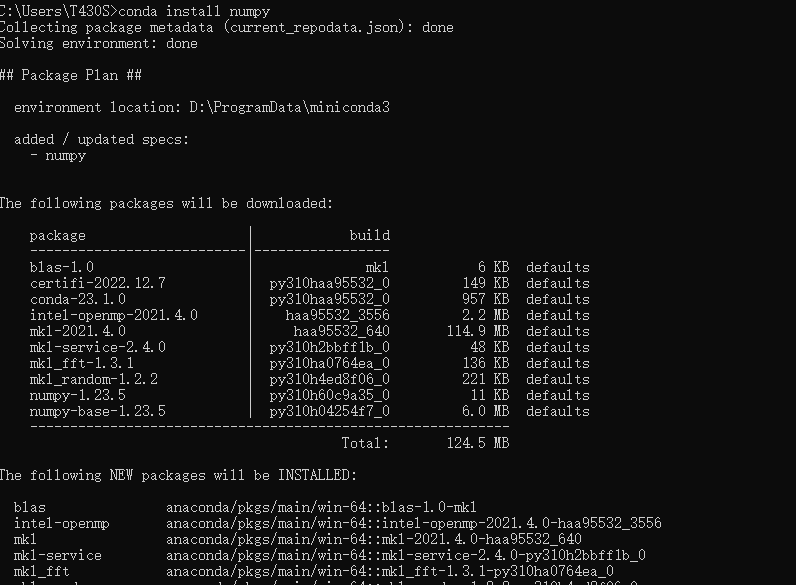 C:\Users\T430S>conda install numpy
Collecting package metadata (current_repodata.json): done
Solving environment: done
## Package Plan ##
environment location: D:\ProgramData\miniconda3
added / updated specs:
- numpy
The following packages will be downloaded:
package | build
---------------------------|-----------------
blas-1.0 | mkl 6 KB defaults
certifi-2022.12.7 | py310haa95532_0 149 KB defaults
conda-23.1.0 | py310haa95532_0 957 KB defaults
intel-openmp-2021.4.0 | haa95532_3556 2.2 MB defaults
mkl-2021.4.0 | haa95532_640 114.9 MB defaults
mkl-service-2.4.0 | py310h2bbff1b_0 48 KB defaults
mkl_fft-1.3.1 | py310ha0764ea_0 136 KB defaults
mkl_random-1.2.2 | py310h4ed8f06_0 221 KB defaults
numpy-1.23.5 | py310h60c9a35_0 11 KB defaults
numpy-base-1.23.5 | py310h04254f7_0 6.0 MB defaults
------------------------------------------------------------
Total: 124.5 MB
The following NEW packages will be INSTALLED:
blas anaconda/pkgs/main/win-64::blas-1.0-mkl
intel-openmp anaconda/pkgs/main/win-64::intel-openmp-2021.4.0-haa95532_3556
mkl anaconda/pkgs/main/win-64::mkl-2021.4.0-haa95532_640
mkl-service anaconda/pkgs/main/win-64::mkl-service-2.4.0-py310h2bbff1b_0
mkl_fft anaconda/pkgs/main/win-64::mkl_fft-1.3.1-py310ha0764ea_0